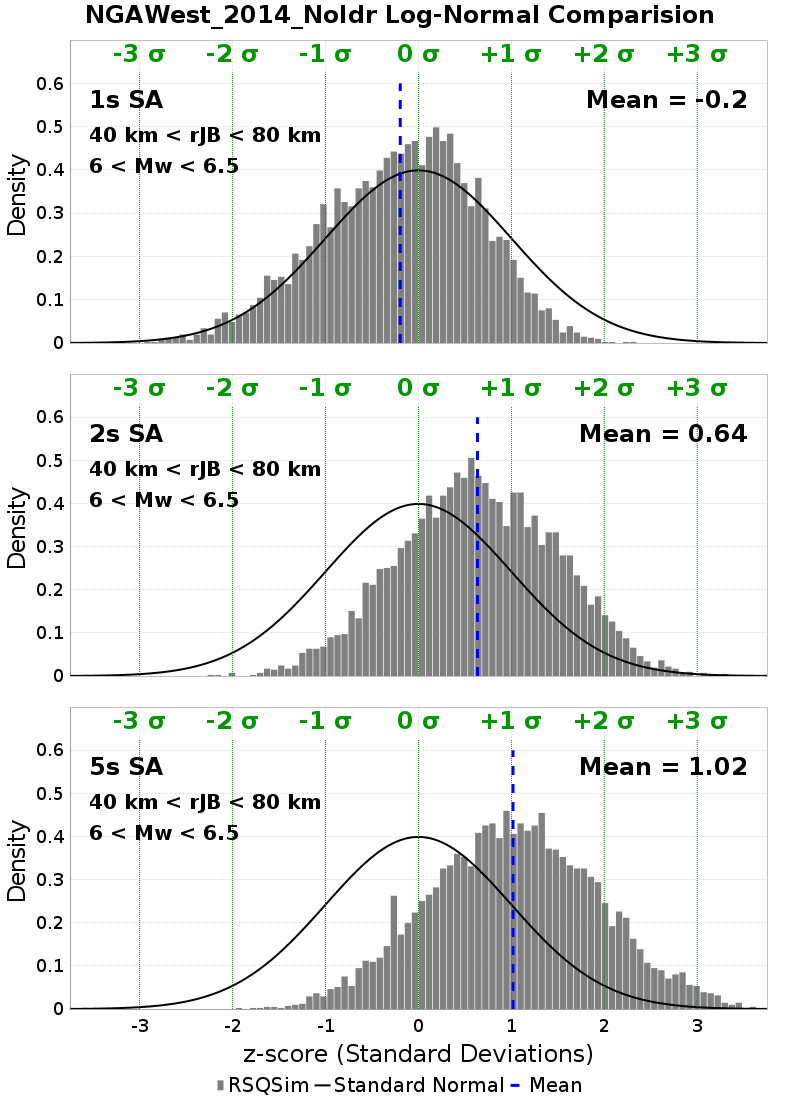 NGAWest_2014_NoIdr Log-Normal Comparision
-3 σ -2 σ -1 σ 0 σ +1 σ +2 σ +3 σ
1s SA Mean = -0.2
40 km < rJB < 80 km
6 < Mw < 6.5
Density
0.6
0.5
0.4
0.3
0.2
0.1
0
-3 σ -2 σ -1 σ 0 σ +1 σ +2 σ +3 σ
2s SA Mean = 0.64
40 km < rJB < 80 km
6 < Mw < 6.5
Density
0.6
0.5
0.4
0.3
0.2
0.1
0
-3 σ -2 σ -1 σ 0 σ +1 σ +2 σ +3 σ
5s SA Mean = 1.02
40 km < rJB < 80 km
6 < Mw < 6.5
Density
0.6
0.5
0.4
0.3
0.2
0.1
0
-3 -2 -1 0 1 2 3
z-score (Standard Deviations)
RSQSim Standard Normal Mean